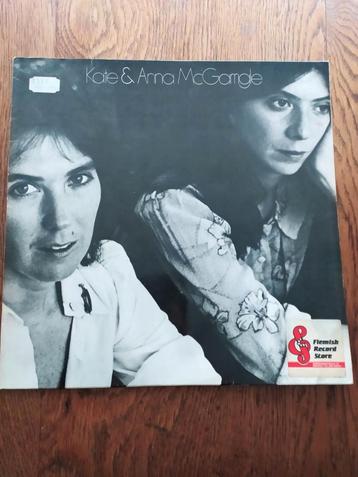 Kate & Anna McGarrigle
Flemish
Record
Store